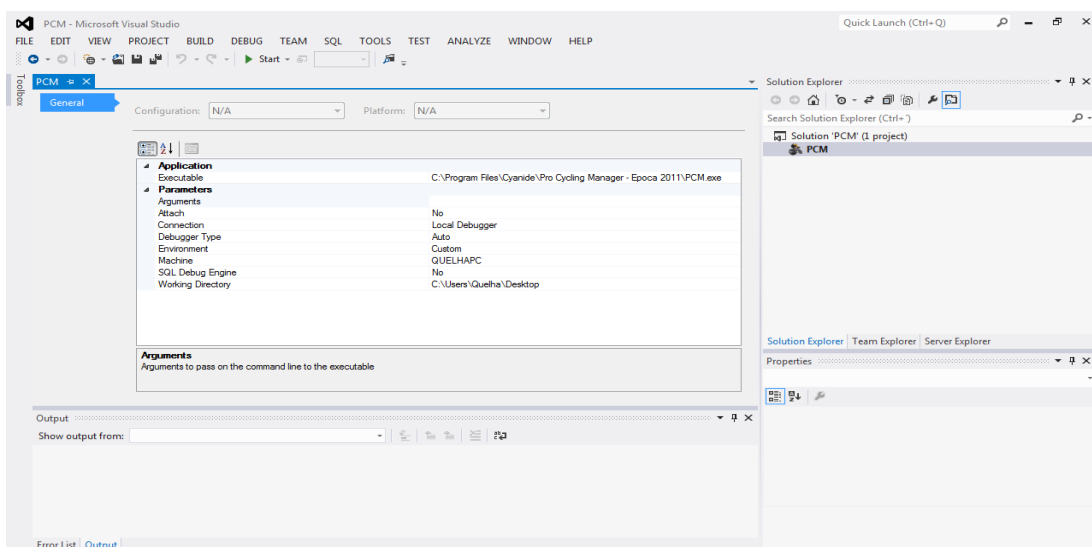 PCM - Microsoft Visual Studio
Quick Launch (Ctrl+Q)
FILE EDIT VIEW PROJECT BUILD DEBUG TEAM SQL TOOLS TEST ANALYZE WINDOW HELP
Start
Toolbox
PCM
General
Configuration: N/A Platform: N/A
Application
Executable C:\Program Files\Cyanide\Pro Cycling Manager - Epoca 2011\PCM.exe
Parameters
Arguments
Attach No
Connection Local Debugger
Debugger Type Auto
Environment Custom
Machine QUELHAPC
SQL Debug Engine No
Working Directory C:\Users\Quelha\Desktop
Arguments
Arguments to pass on the command line to the executable
Output
Show output from:
Error List Output
Solution Explorer
Search Solution Explorer (Ctrl+´)
Solution 'PCM' (1 project)
PCM
Solution Explorer Team Explorer Server Explorer
Properties